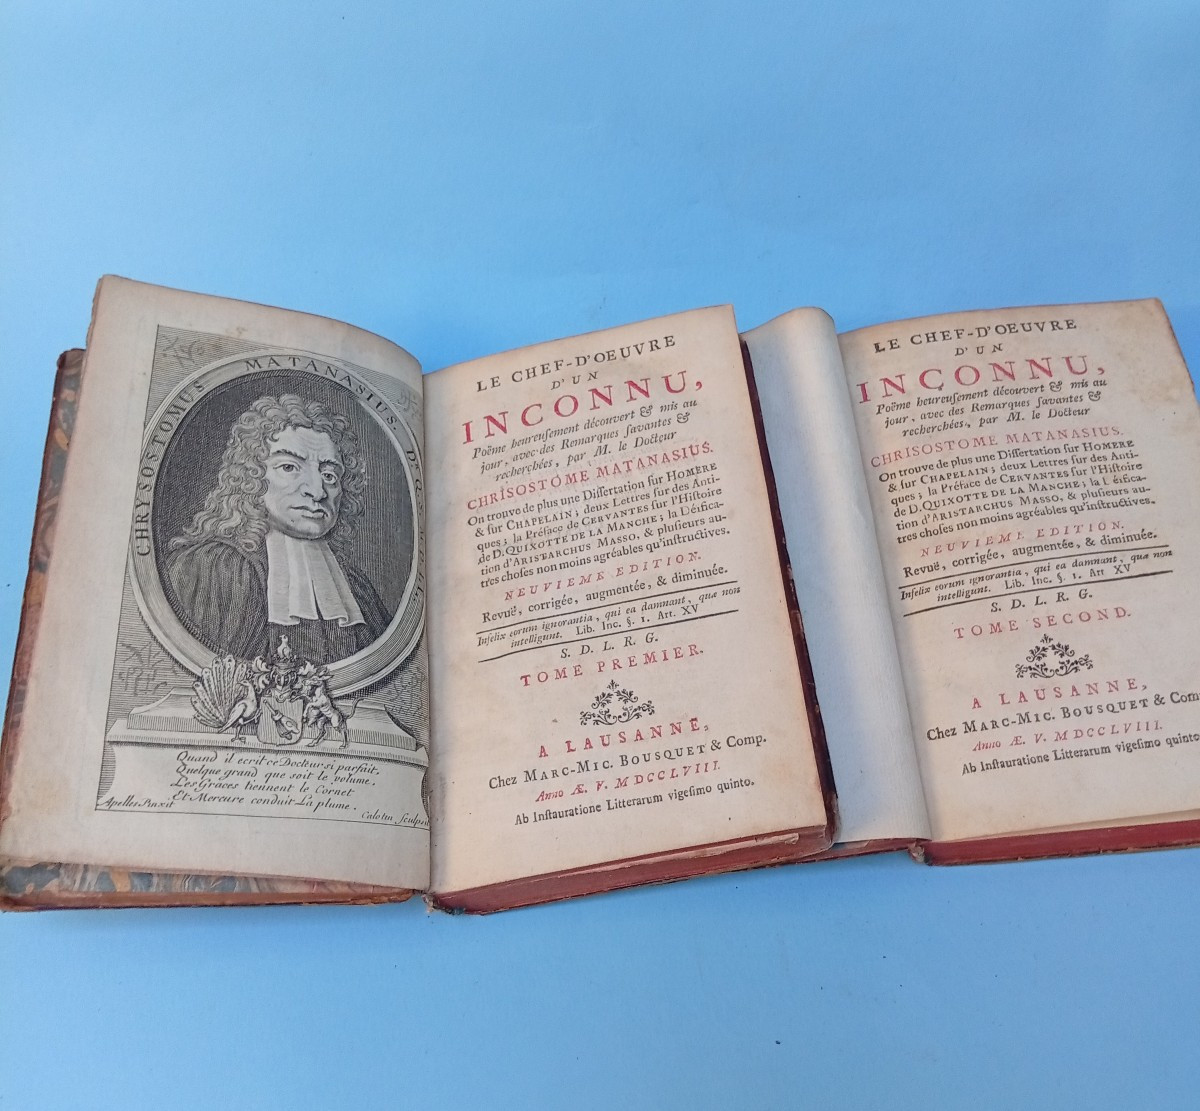 CHRYSOSTOMUS MATANASIUS. Dr.
Quand il ecrit ce Docteur si parfait,
Quelque grand que soit le volume,
Les Graces tiennent le Cornet
Et Mercure conduit La plume.
Apelles Pinxit
Calotin Sculpsit
LE CHEF-D'OEUVRE
D'UN
INCONNU,
Poëme heureuſement découvert & mis au
jour, avec des Remarques ſavantes &
recherchées, par M. le Docteur
CHRISOSTOME MATANASIUS.
On trouve de plus une Diſſertation ſur HOMERE
& ſur CHAPELAIN; deux Lettres ſur des Anti-
ques; la Préface de CERVANTES ſur l'Hiſtoire
de D. QUIXOTTE DE LA MANCHE; la Déifica-
tion d'ARISTARCHUS MASSO, & pluſieurs au-
tres choſes non moins agréables qu'inſtructives.
NEUVIEME EDITION.
Revuë, corrigée, augmentée, & diminuée.
Infelix eorum ignorantia, qui ea damnant, quæ non
intelligunt. Lib. Inc. §. 1. Art. XV
S. D. L. R. G.
TOME PREMIER.
A LAUSANNE,
Chez MARC-MIC. BOUSQUET & Comp.
Anno Æ. V. MDCCLVIII.
Ab Inſtauratione Litterarum vigeſimo quinto.
LE CHEF-D'OEUVRE
D'UN
INCONNU,
Poëme heureuſement découvert & mis au
jour, avec des Remarques ſavantes &
recherchées, par M. le Docteur
CHRISOSTOME MATANASIUS.
On trouve de plus une Diſſertation ſur HOMERE
& ſur CHAPELAIN; deux Lettres ſur des Anti-
ques; la Préface de CERVANTES ſur l'Hiſtoire
de D. QUIXOTTE DE LA MANCHE; la Déifica-
tion d'ARISTARCHUS MASSO, & pluſieurs au-
tres choſes non moins agréables qu'inſtructives.
NEUVIEME EDITION.
Revuë, corrigée, augmentée, & diminuée.
Infelix eorum ignorantia, qui ea damnant, quæ non
intelligunt. Lib. Inc. §. 1. Art XV
S. D. L. R. G.
TOME SECOND.
A LAUSANNE,
Chez MARC-MIC. BOUSQUET & Com
Anno Æ. V. MDCCLVIII.
Ab Inſtauratione Litterarum vigeſimo quinto